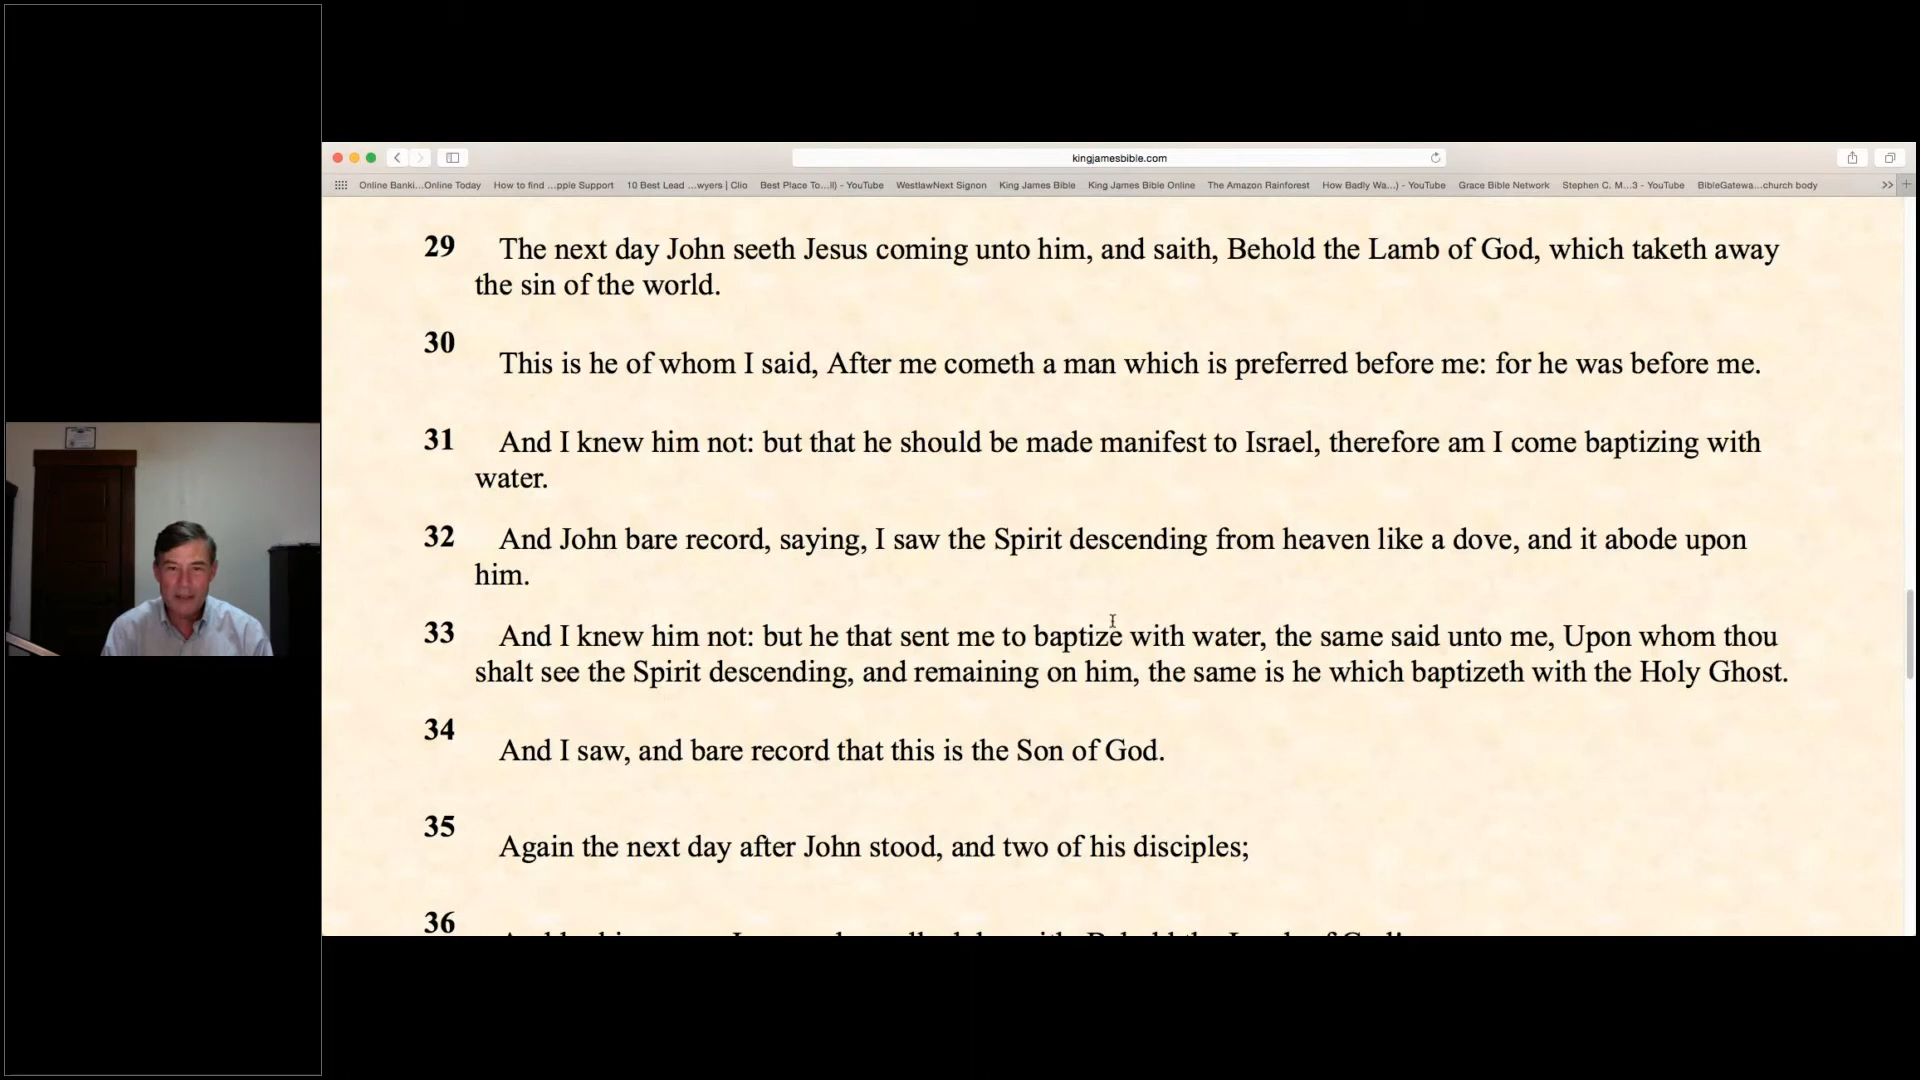 kingjamesbible.com
Online Banki...Online Today How to find ...pple Support 10 Best Lead ...wyers | Clio Best Place To...ll) - YouTube WestlawNext Signon King James Bible King James Bible Online The Amazon Rainforest How Badly Wa...) - YouTube Grace Bible Network Stephen C. M...3 - YouTube BibleGatewa...church body
29 The next day John seeth Jesus coming unto him, and saith, Behold the Lamb of God, which taketh away
the sin of the world.
30
This is he of whom I said, After me cometh a man which is preferred before me: for he was before me.
31 And I knew him not: but that he should be made manifest to Israel, therefore am I come baptizing with
water.
32 And John bare record, saying, I saw the Spirit descending from heaven like a dove, and it abode upon
him.
33 And I knew him not: but he that sent me to baptize with water, the same said unto me, Upon whom thou
shalt see the Spirit descending, and remaining on him, the same is he which baptizeth with the Holy Ghost.
34
And I saw, and bare record that this is the Son of God.
35
Again the next day after John stood, and two of his disciples;
36